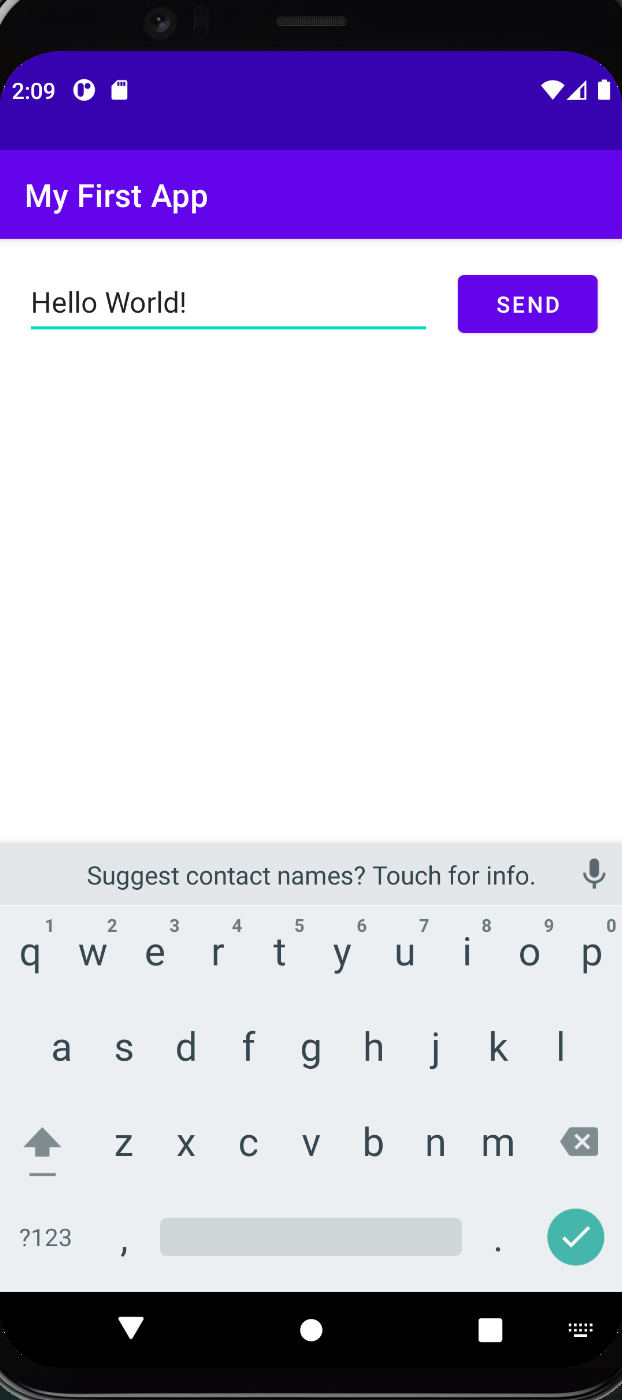 2:09
My First App
Hello World!
SEND
Suggest contact names? Touch for info.
1 2 3 4 5 6 7 8 9 0
q w e r t y u i o p
a s d f g h j k l
z x c v b n m
?123 , .